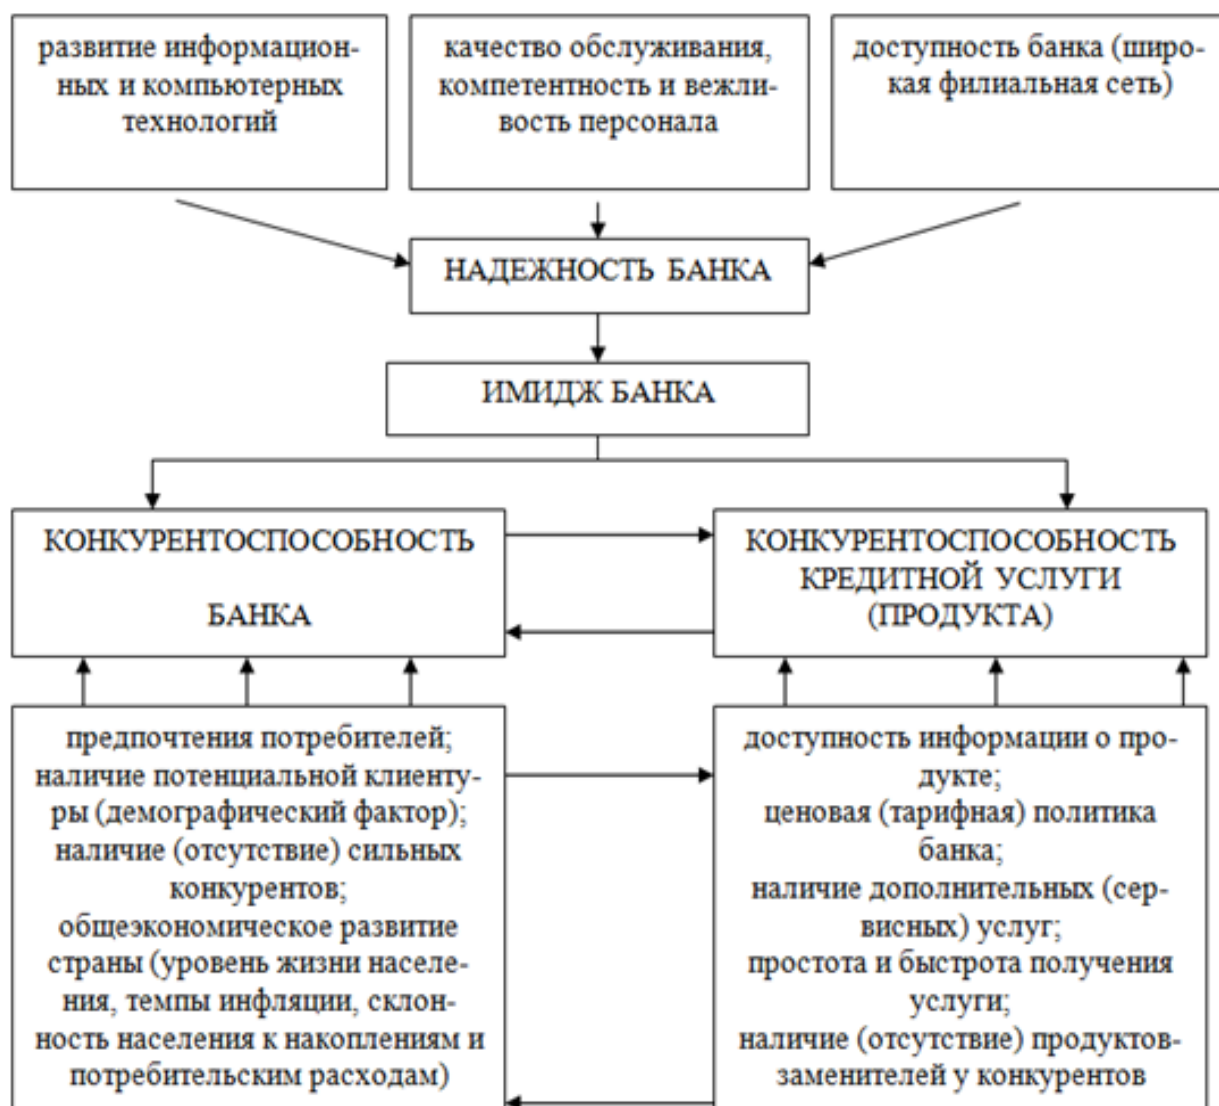 развитие информацион-
ных и компьютерных
технологий
качество обслуживания,
компетентность и вежли-
вость персонала
доступность банка (широ-
кая филиальная сеть)
НАДЕЖНОСТЬ БАНКА
ИМИДЖ БАНКА
КОНКУРЕНТОСПОСОБНОСТЬ
БАНКА
КОНКУРЕНТОСПОСОБНОСТЬ
КРЕДИТНОЙ УСЛУГИ
(ПРОДУКТА)
предпочтения потребителей;
наличие потенциальной клиенту-
ры (демографический фактор);
наличие (отсутствие) сильных
конкурентов;
общеэкономическое развитие
страны (уровень жизни населе-
ния, темпы инфляции, склон-
ность населения к накоплениям и
потребительским расходам)
доступность информации о про-
дукте;
ценовая (тарифная) политика
банка;
наличие дополнительных (сер-
висных) услуг;
простота и быстрота получения
услуги;
наличие (отсутствие) продуктов-
заменителей у конкурентов